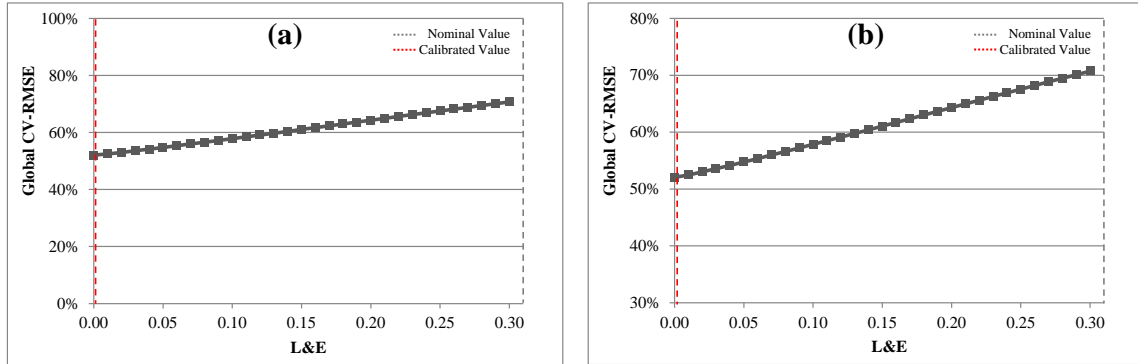 100%
80%
60%
40%
20%
0%
Global CV-RMSE
(a)
Nominal Value
Calibrated Value
0.00 0.05 0.10 0.15 0.20 0.25 0.30
L&E
80%
70%
60%
50%
40%
30%
Global CV-RMSE
(b)
Nominal Value
Calibrated Value
0.00 0.05 0.10 0.15 0.20 0.25 0.30
L&E